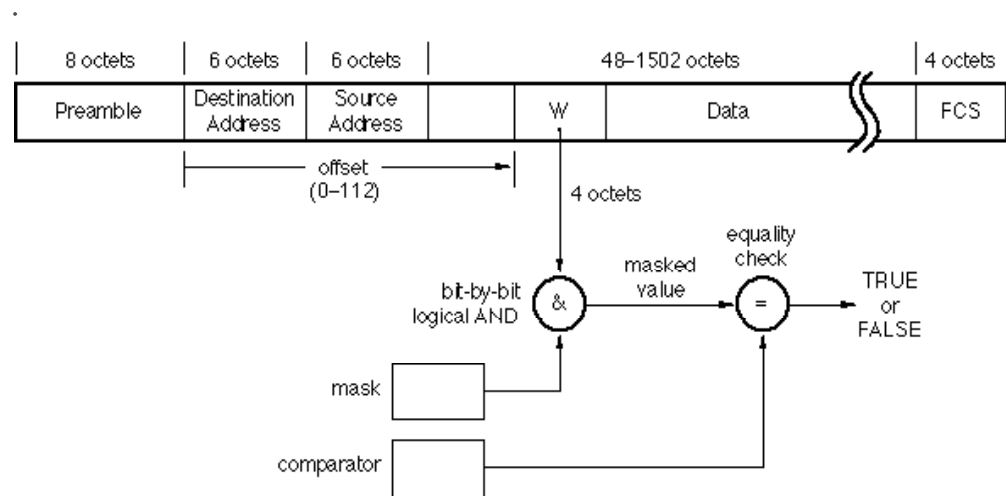 8 octets
6 octets
6 octets
48–1502 octets
4 octets
Preamble
Destination
Address
Source
Address
W
Data
FCS
offset
(0–112)
4 octets
bit-by-bit
logical AND
&
masked
value
equality
check
=
TRUE
or
FALSE
mask
comparator